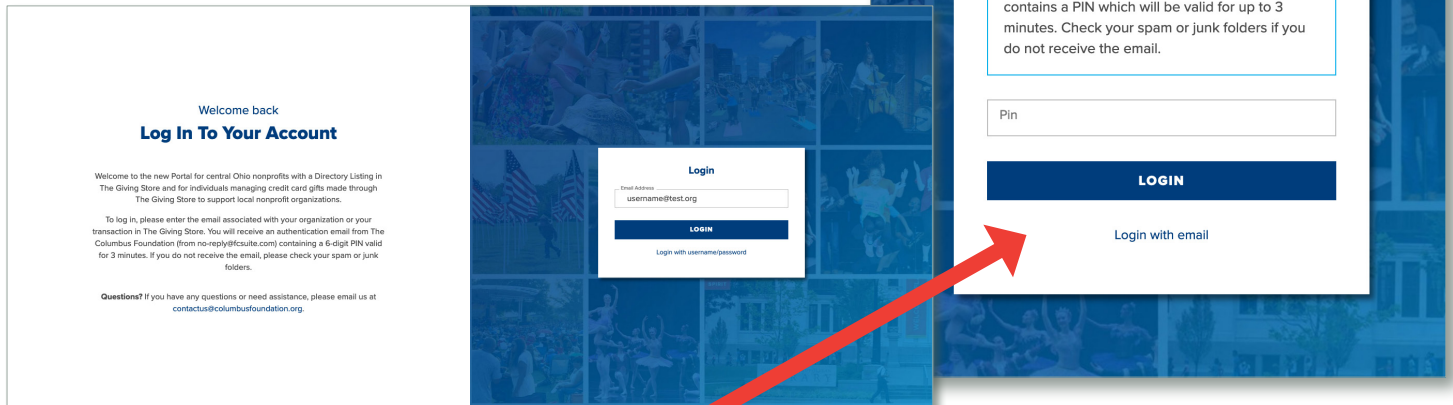 Welcome back
Log In To Your Account
Welcome to the new Portal for central Ohio nonprofits with a Directory Listing in
The Giving Store and for individuals managing credit card gifts made through
The Giving Store to support local nonprofit organizations.
To log in, please enter the email associated with your organization or your
transaction in The Giving Store. You will receive an authentication email from The
Columbus Foundation (from no-reply@fcsuite.com) containing a 6-digit PIN valid
for 3 minutes. If you do not receive the email, please check your spam or junk
folders.
Questions? If you have any questions or need assistance, please email us at
contactus@columbusfoundation.org.
Login
Email Address
username@test.org
LOGIN
Login with username/password
contains a PIN which will be valid for up to 3
minutes. Check your spam or junk folders if you
do not receive the email.
Pin
LOGIN
Login with email